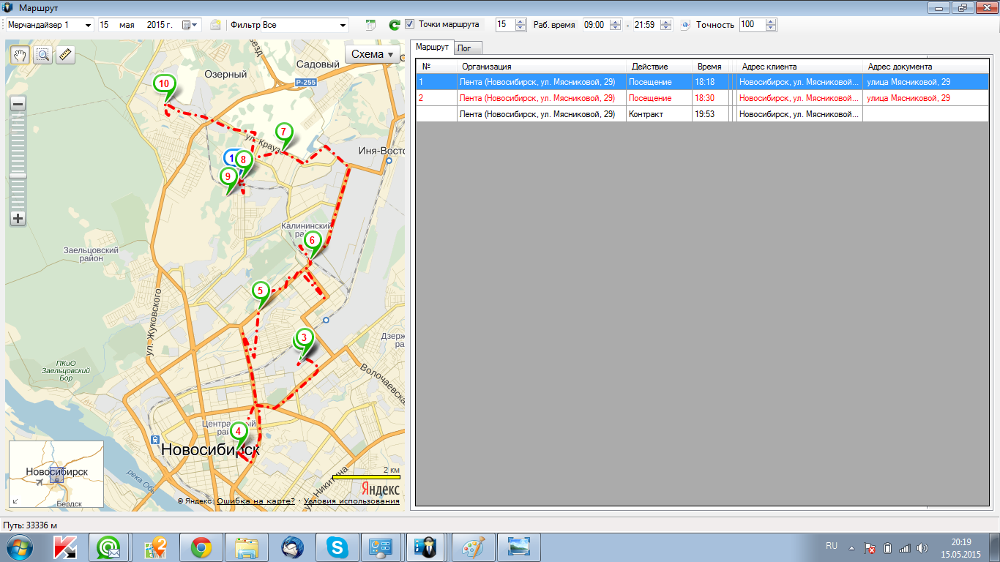 Маршрут
Мерчандайзер 1
15 мая 2015 г.
Фильтр Все
Точки маршрута
15
Раб. время 09:00 - 21:59
Точность 100
Схема
Озерный
Садовый
Р-255
10
ул. Краузе
7
1
8
9
Иня-Вост
Калининский
6
Заельцовский
район
ул. Жуковского
5
3
Дзерж
ра
ПКиО
Заельцовский
Бор
Волочаевска
Центральный
4
Новосибирск
Новосибирск
Бердск
река Обь
ул. Никитина
2 км
Яндекс
© Яндекс Ошибка на карте? · Условия использования
Маршрут
Лог
№ Организация Действие Время Адрес клиента Адрес документа
1 Лента (Новосибирск, ул. Мясниковой, 29) Посещение 18:18 Новосибирск, ул. Мясниковой... улица Мясниковой, 29
2 Лента (Новосибирск, ул. Мясниковой, 29) Посещение 18:30 Новосибирск, ул. Мясниковой... улица Мясниковой, 29
Лента (Новосибирск, ул. Мясниковой, 29) Контракт 19:53 Новосибирск, ул. Мясниковой...
Путь: 33336 м
RU
20:19
15.05.2015